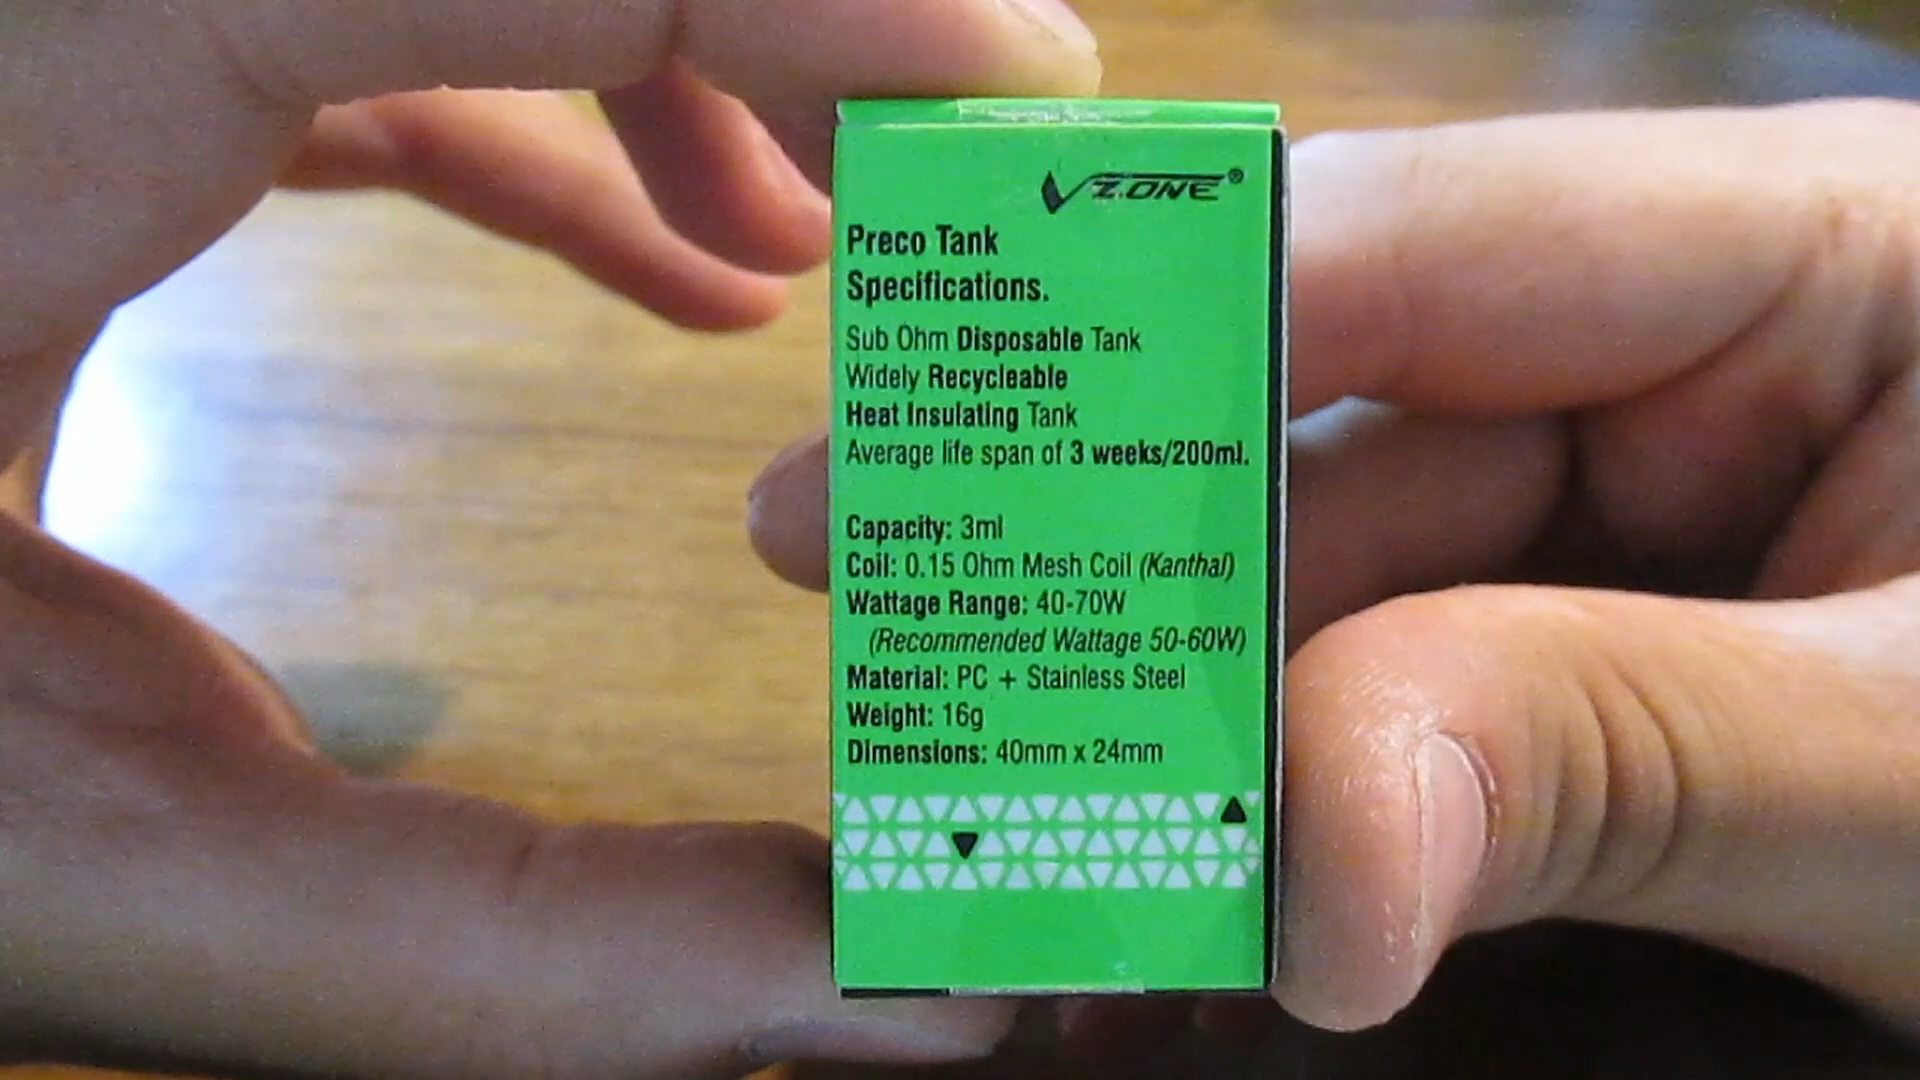 VZ.ONE®
Preco Tank
Specifications.
Sub Ohm Disposable Tank
Widely Recycleable
Heat Insulating Tank
Average life span of 3 weeks/200ml.
Capacity: 3ml
Coil: 0.15 Ohm Mesh Coil (Kanthal)
Wattage Range: 40-70W
(Recommended Wattage 50-60W)
Material: PC + Stainless Steel
Weight: 16g
Dimensions: 40mm x 24mm